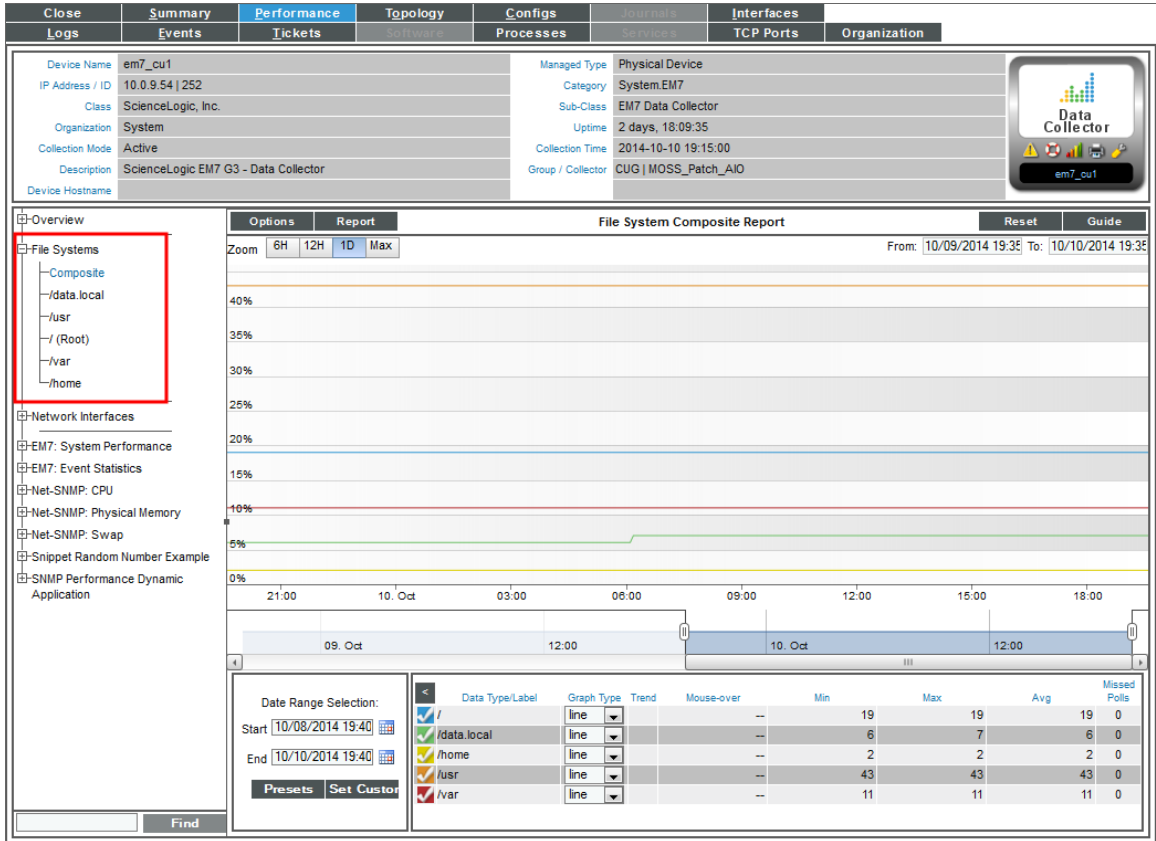 Close Summary Performance Topology Configs Journals Interfaces
Logs Events Tickets Software Processes Services TCP Ports Organization
Device Name em7_cu1 Managed Type Physical Device
IP Address / ID 10.0.9.54 | 252 Category System.EM7
Class ScienceLogic, Inc. Sub-Class EM7 Data Collector
Organization System Uptime 2 days, 18:09:35
Collection Mode Active Collection Time 2014-10-10 19:15:00
Description ScienceLogic EM7 G3 - Data Collector Group / Collector CUG | MOSS_Patch_AIO
Device Hostname
Data
Collector
em7_cu1
Overview
File Systems
Composite
/data.local
/usr
/ (Root)
/var
/home
Network Interfaces
EM7: System Performance
EM7: Event Statistics
Net-SNMP: CPU
Net-SNMP: Physical Memory
Net-SNMP: Swap
Snippet Random Number Example
SNMP Performance Dynamic
Application
Find
Options Report File System Composite Report Reset Guide
Zoom 6H 12H 1D Max From: 10/09/2014 19:35 To: 10/10/2014 19:35
40%
35%
30%
25%
20%
15%
10%
5%
0%
21:00 10. Oct 03:00 06:00 09:00 12:00 15:00 18:00
09. Oct 12:00 10. Oct 12:00
Date Range Selection:
Start 10/08/2014 19:40
End 10/10/2014 19:40
Presets Set Custor
< Data Type/Label Graph Type Trend Mouse-over Min Max Avg Missed Polls
/ line -- 19 19 19 0
/data.local line -- 6 7 6 0
/home line -- 2 2 2 0
/usr line -- 43 43 43 0
/var line -- 11 11 11 0